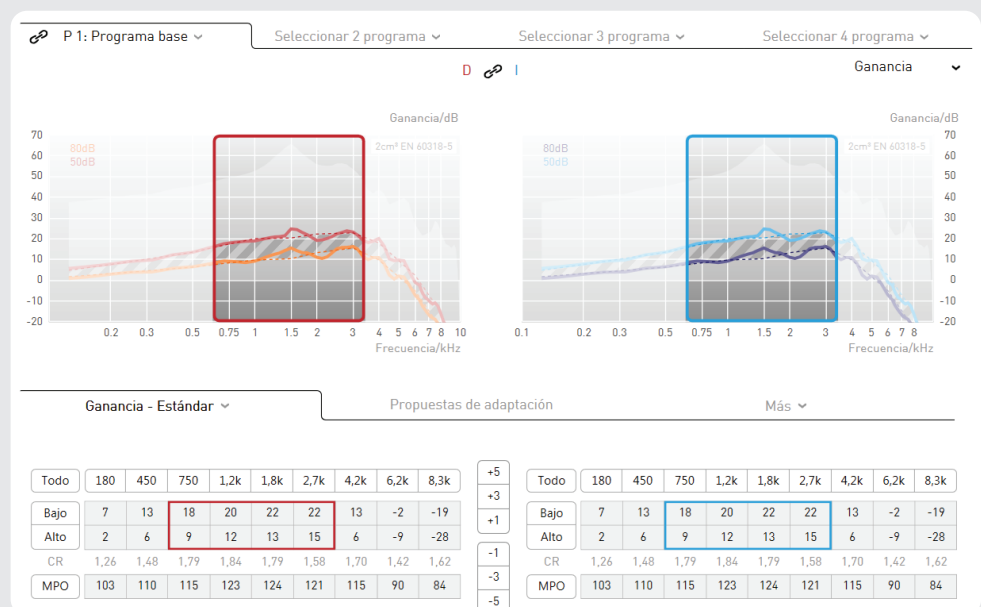 P 1: Programa base Seleccionar 2 programa Seleccionar 3 programa Seleccionar 4 programa
D I Ganancia
Ganancia/dB Ganancia/dB
70 70
80dB 2cm³ EN 60318-5 80dB 2cm³ EN 60318-5
60 60
50dB 50dB
50 50
40 40
30 30
20 20
10 10
0 0
-10 -10
-20 -20
0.2 0.3 0.5 0.75 1 1.5 2 3 4 5 6 7 8 10 0.1 0.2 0.3 0.5 0.75 1 1.5 2 3 4 5 6 7 8
Frecuencia/kHz Frecuencia/kHz
Ganancia - Estándar Propuestas de adaptación Más
+5
Todo 180 450 750 1,2k 1,8k 2,7k 4,2k 6,2k 8,3k Todo 180 450 750 1,2k 1,8k 2,7k 4,2k 6,2k 8,3k
+3
Bajo 7 13 18 20 22 22 13 -2 -19 +1 Bajo 7 13 18 20 22 22 13 -2 -19
Alto 2 6 9 12 13 15 6 -9 -28 Alto 2 6 9 12 13 15 6 -9 -28
-1
CR 1,26 1,48 1,79 1,84 1,79 1,58 1,70 1,42 1,62 CR 1,26 1,48 1,79 1,84 1,79 1,58 1,70 1,42 1,62
-3
MPO 103 110 115 123 124 121 115 90 84 MPO 103 110 115 123 124 121 115 90 84
-5